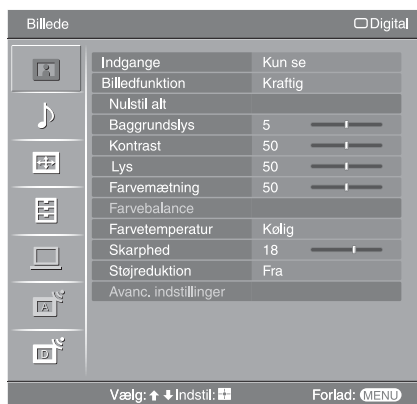 Billede Digital
Indgange Kun se
Billedfunktion Kraftig
Nulstil alt
Baggrundslys 5
Kontrast 50
Lys 50
Farvemætning 50
Farvebalance
Farvetemperatur Kølig
Skarphed 18
Støjreduktion Fra
Avanc. indstillinger
A
D
Vælg: Indstil: Forlad: MENU